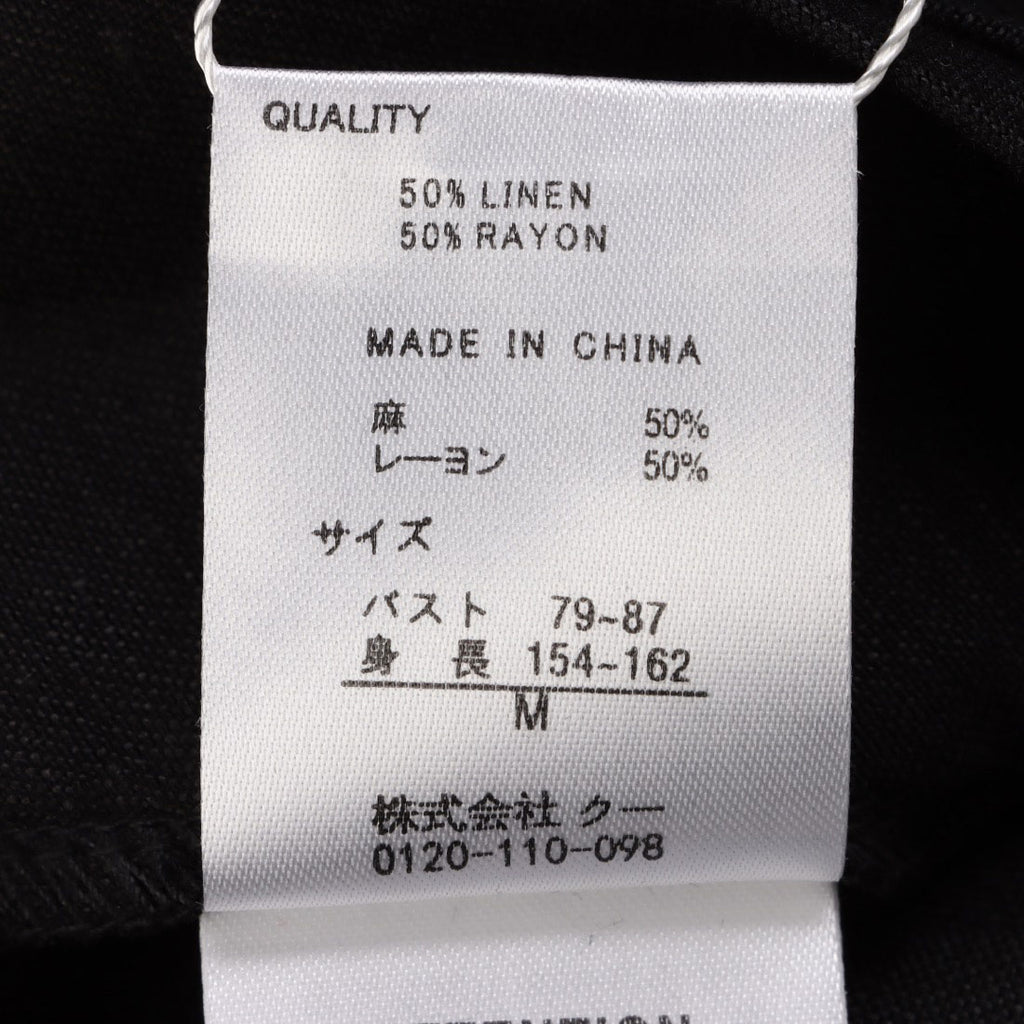 QUALITY
50% LINEN
50% RAYON
MADE IN CHINA
麻 50%
レーヨン 50%
サイズ
バスト 79~87
身長 154~162
M
株式会社 クー
0120-110-098